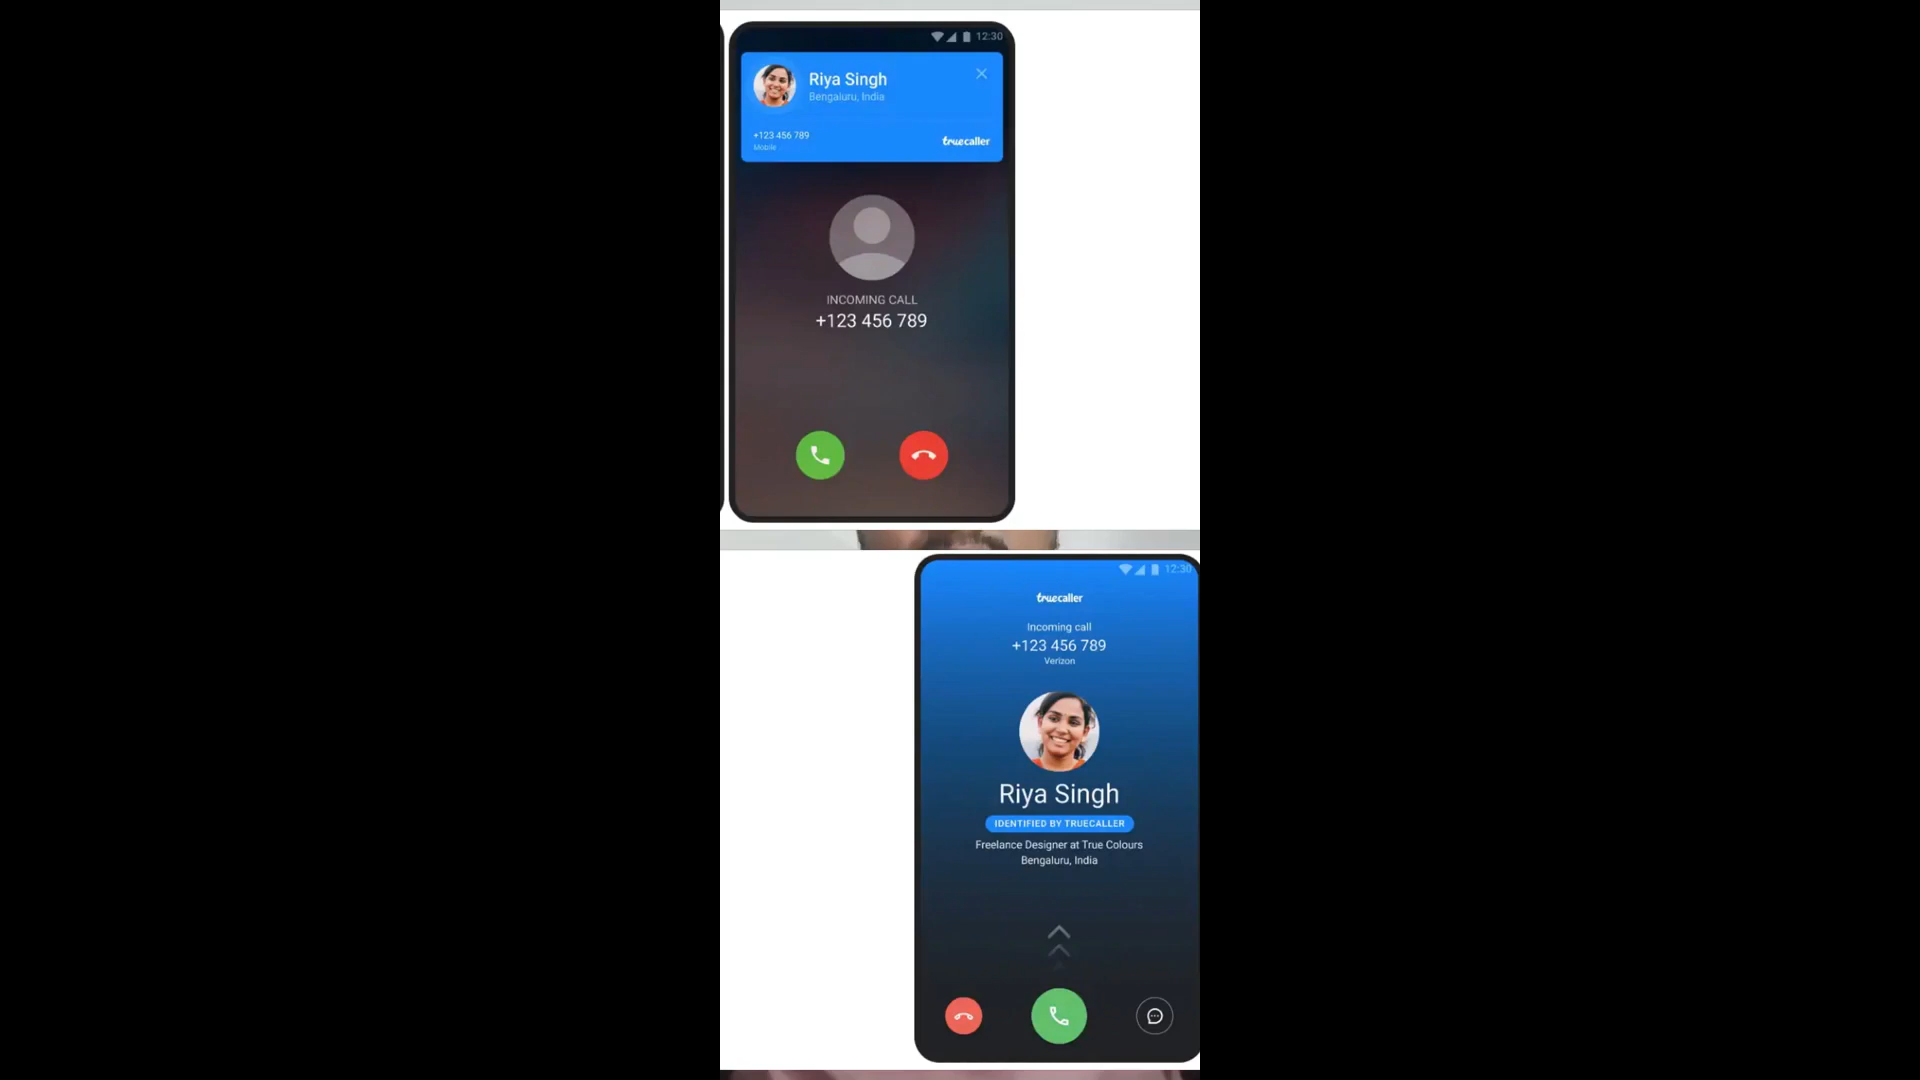 12:30
Riya Singh
Bengaluru, India
+123 456 789
Mobile
truecaller
INCOMING CALL
+123 456 789
12:30
truecaller
Incoming call
+123 456 789
Verizon
Riya Singh
IDENTIFIED BY TRUECALLER
Freelance Designer at True Colours
Bengaluru, India